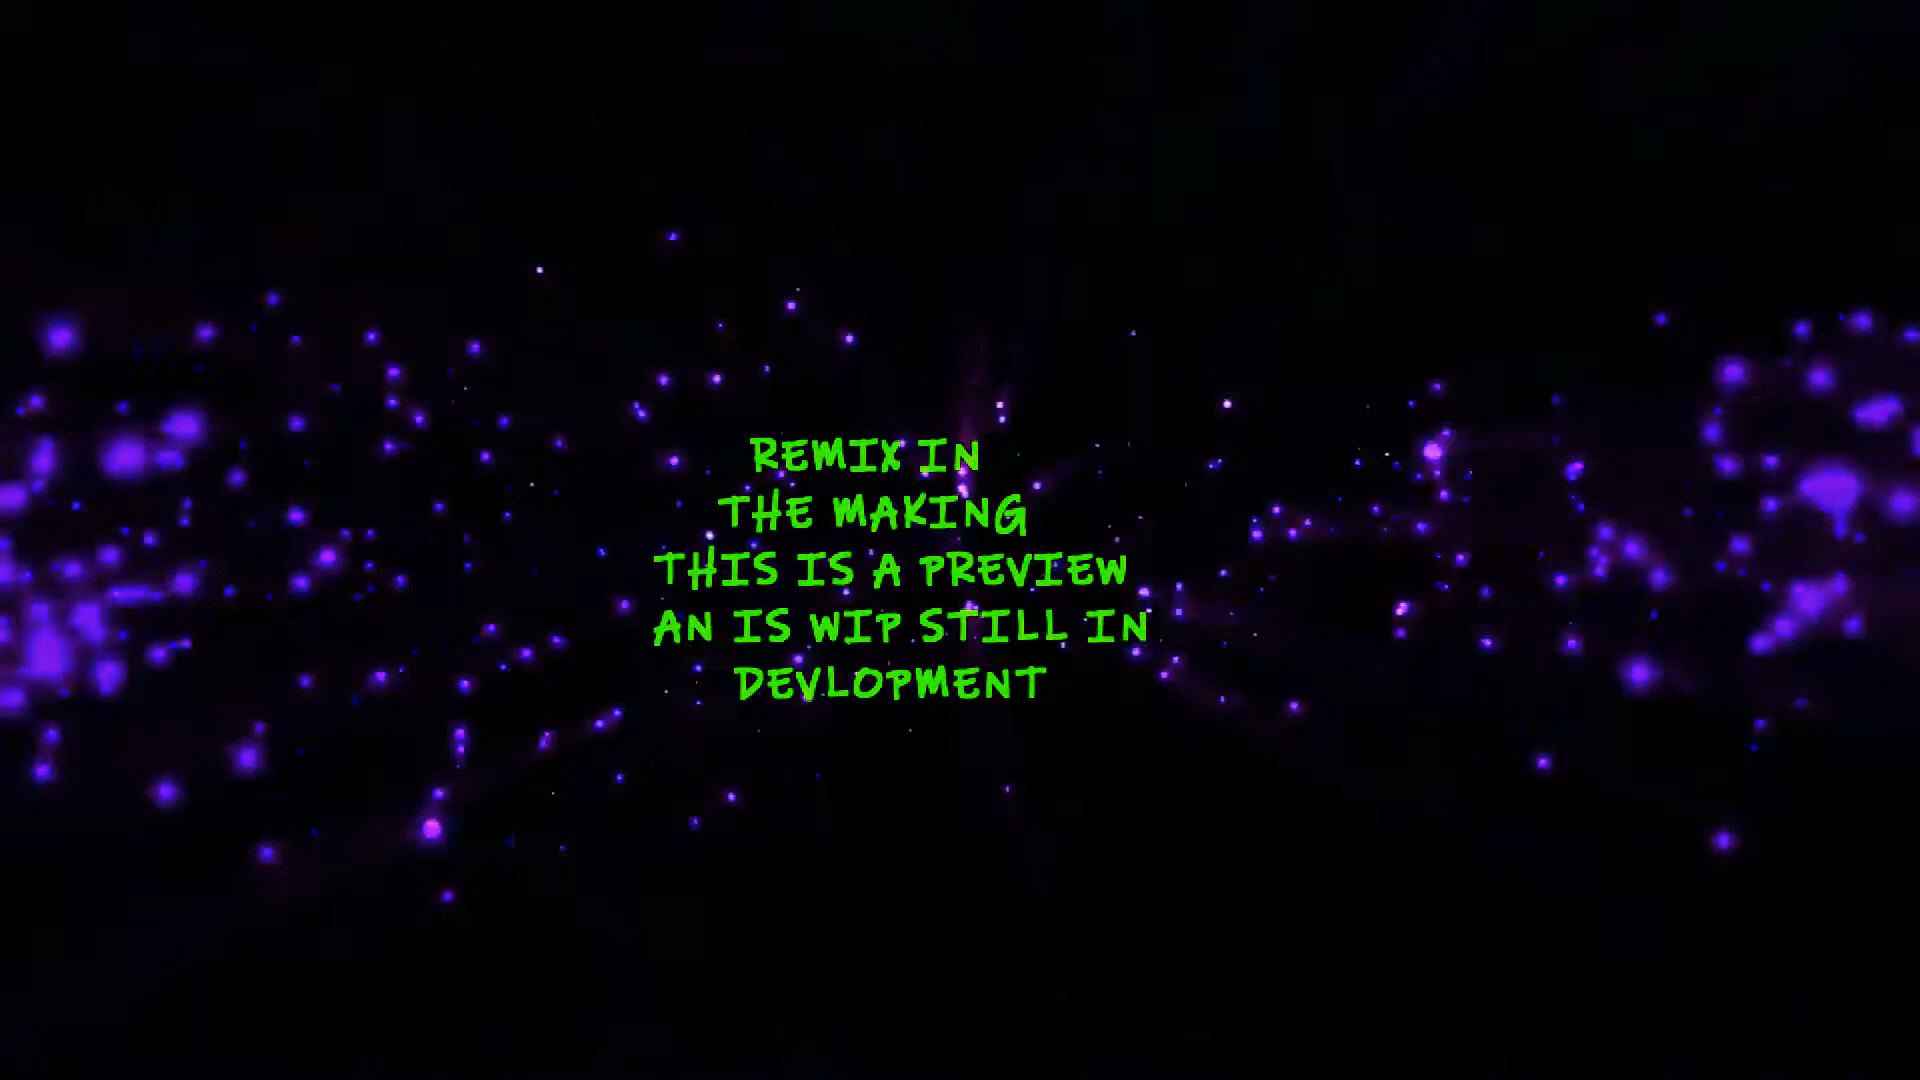 REMIX IN
THE MAKING
THIS IS A PREVIEW
AN IS WIP STILL IN
DEVLOPMENT